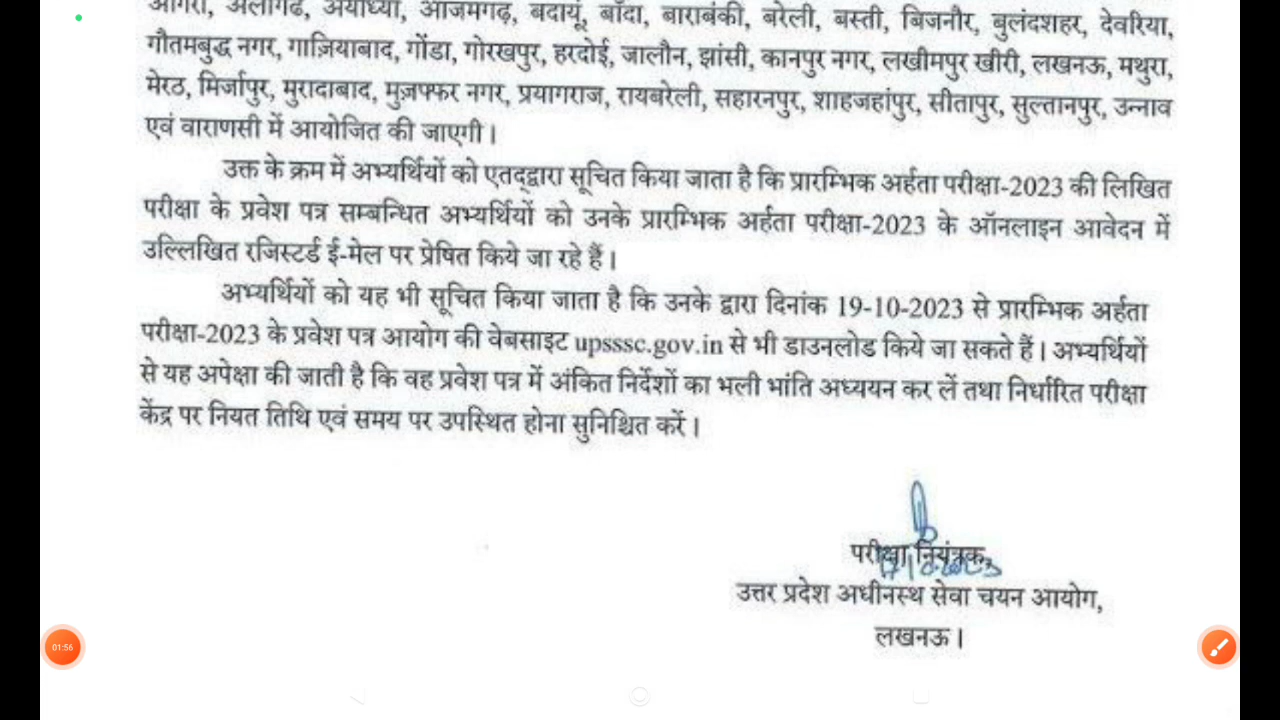 आगरा, अलीगढ़, अयोध्या, आजमगढ़, बदायूं, बाँदा, बाराबंकी, बरेली, बस्ती, बिजनौर, बुलंदशहर, देवरिया,
गौतमबुद्ध नगर, गाज़ियाबाद, गोंडा, गोरखपुर, हरदोई, जालौन, झांसी, कानपुर नगर, लखीमपुर खीरी, लखनऊ, मथुरा,
मेरठ, मिर्जापुर, मुरादाबाद, मुज़फ्फर नगर, प्रयागराज, रायबरेली, सहारनपुर, शाहजहांपुर, सीतापुर, सुल्तानपुर, उन्नाव
एवं वाराणसी में आयोजित की जाएगी।
उक्त के क्रम में अभ्यर्थियों को एतद्द्वारा सूचित किया जाता है कि प्रारम्भिक अर्हता परीक्षा-2023 की लिखित
परीक्षा के प्रवेश पत्र सम्बन्धित अभ्यर्थियों को उनके प्रारम्भिक अर्हता परीक्षा-2023 के ऑनलाइन आवेदन में
उल्लिखित रजिस्टर्ड ई-मेल पर प्रेषित किये जा रहे हैं।
अभ्यर्थियों को यह भी सूचित किया जाता है कि उनके द्वारा दिनांक 19-10-2023 से प्रारम्भिक अर्हता
परीक्षा-2023 के प्रवेश पत्र आयोग की वेबसाइट upsssc.gov.in से भी डाउनलोड किये जा सकते हैं। अभ्यर्थियों
से यह अपेक्षा की जाती है कि वह प्रवेश पत्र में अंकित निर्देशों का भली भांति अध्ययन कर लें तथा निर्धारित परीक्षा
केंद्र पर नियत तिथि एवं समय पर उपस्थित होना सुनिश्चित करें।
परीक्षा नियंत्रक,
उत्तर प्रदेश अधीनस्थ सेवा चयन आयोग,
लखनऊ।
01:56